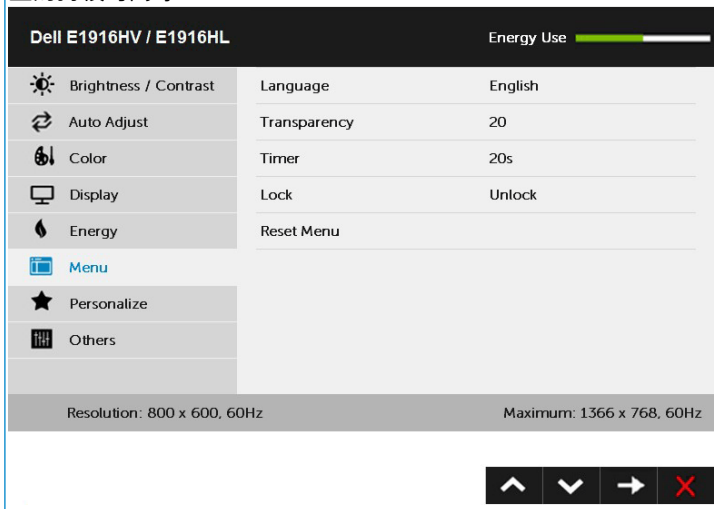 Dell E1916HV / E1916HL Energy Use
Brightness / Contrast Language English
Auto Adjust Transparency 20
Color Timer 20s
Display Lock Unlock
Energy Reset Menu
Menu
Personalize
Others
Resolution: 800 x 600, 60Hz Maximum: 1366 x 768, 60Hz